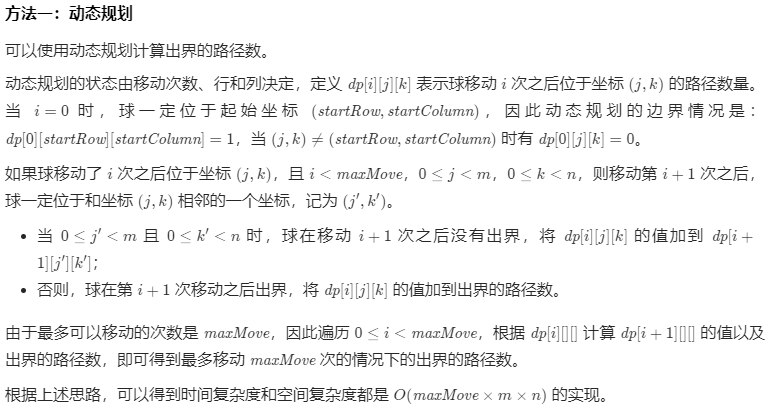 方法一：动态规划
可以使用动态规划计算出界的路径数。
动态规划的状态由移动次数、行和列决定，定义 dp[i][j][k] 表示球移动 i 次之后位于坐标 (j, k) 的路径数量。
当 i = 0 时，球一定位于起始坐标 (startRow, startColumn)，因此动态规划的边界情况是：
dp[0][startRow][startColumn] = 1，当 (j, k) ≠ (startRow, startColumn) 时有 dp[0][j][k] = 0。
如果球移动了 i 次之后位于坐标 (j, k)，且 i < maxMove，0 ≤ j < m，0 ≤ k < n，则移动第 i + 1 次之后，
球一定位于和坐标 (j, k) 相邻的一个坐标，记为 (j′, k′)。
• 当 0 ≤ j′ < m 且 0 ≤ k′ < n 时，球在移动 i + 1 次之后没有出界，将 dp[i][j][k] 的值加到 dp[i +
1][j′][k′]；
• 否则，球在第 i + 1 次移动之后出界，将 dp[i][j][k] 的值加到出界的路径数。
由于最多可以移动的次数是 maxMove，因此遍历 0 ≤ i < maxMove，根据 dp[i][][] 计算 dp[i + 1][][] 的值以及
出界的路径数，即可得到最多移动 maxMove 次的情况下的出界的路径数。
根据上述思路，可以得到时间复杂度和空间复杂度都是 O(maxMove × m × n) 的实现。